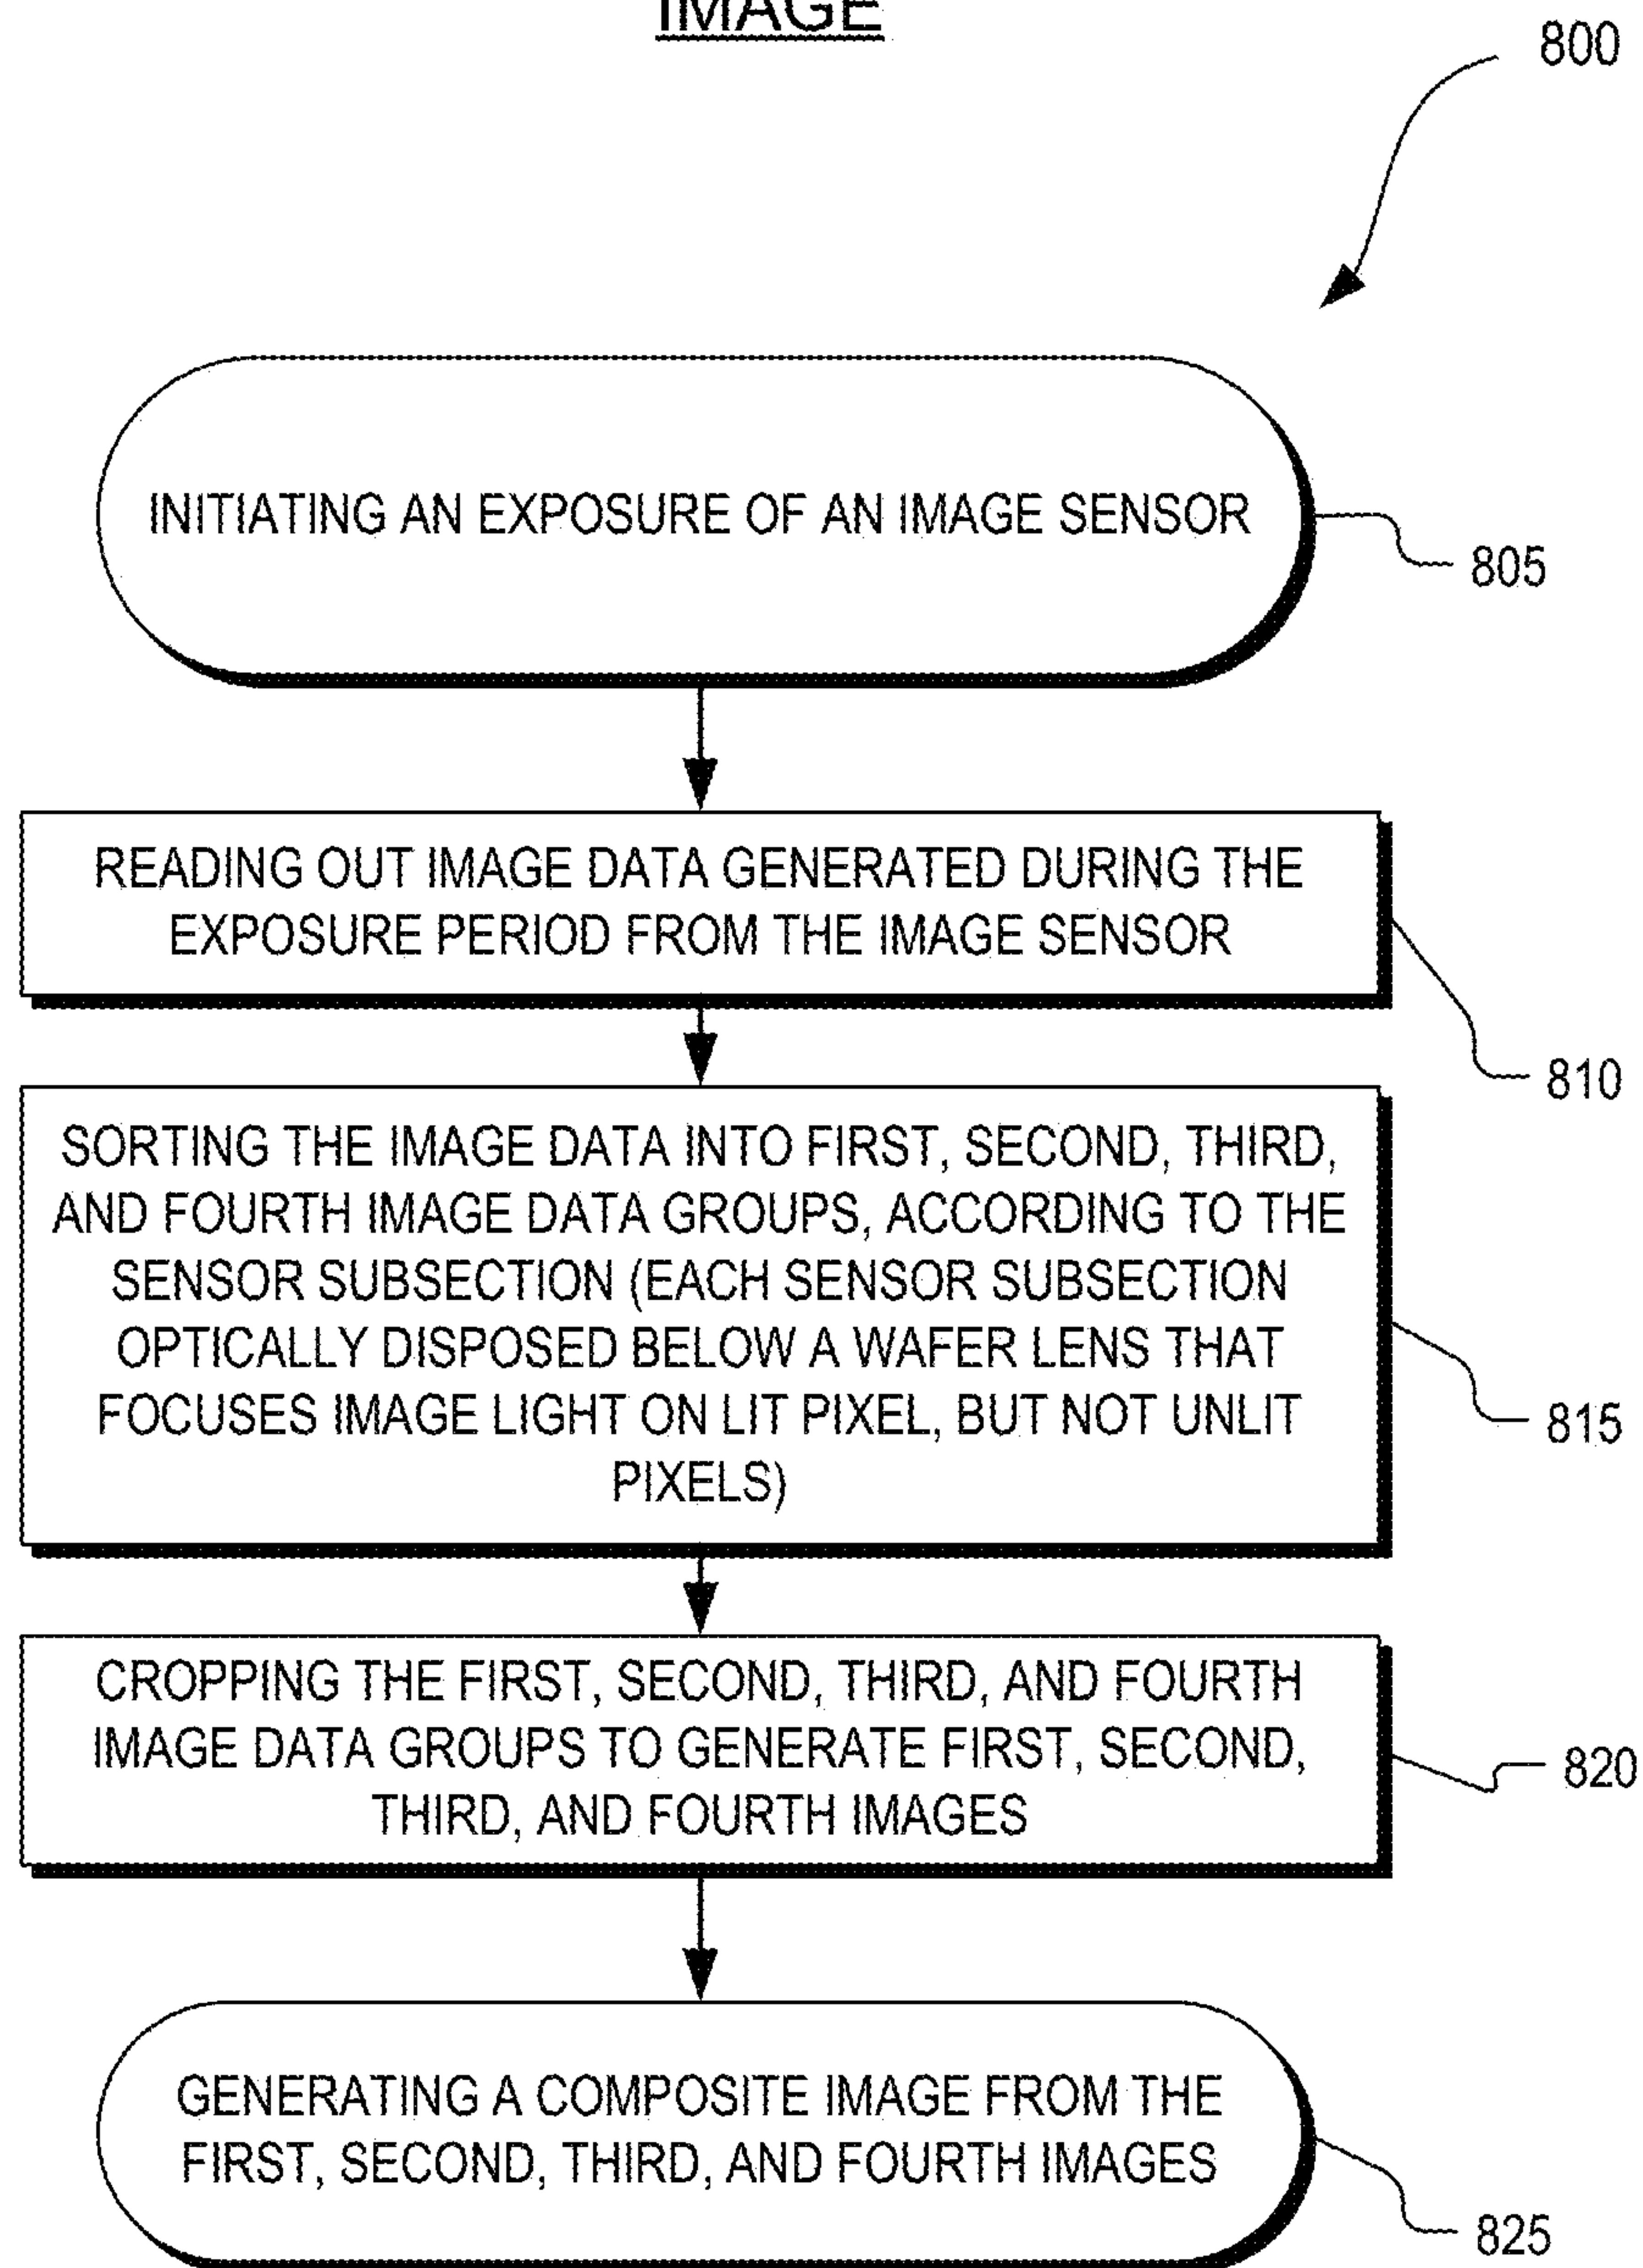 IMAGE
800
INITIATING AN EXPOSURE OF AN IMAGE SENSOR
805
READING OUT IMAGE DATA GENERATED DURING THE
EXPOSURE PERIOD FROM THE IMAGE SENSOR
810
SORTING THE IMAGE DATA INTO FIRST, SECOND, THIRD,
AND FOURTH IMAGE DATA GROUPS, ACCORDING TO THE
SENSOR SUBSECTION (EACH SENSOR SUBSECTION
OPTICALLY DISPOSED BELOW A WAFER LENS THAT
FOCUSES IMAGE LIGHT ON LIT PIXEL, BUT NOT UNLIT
PIXELS)
815
CROPPING THE FIRST, SECOND, THIRD, AND FOURTH
IMAGE DATA GROUPS TO GENERATE FIRST, SECOND,
THIRD, AND FOURTH IMAGES
820
GENERATING A COMPOSITE IMAGE FROM THE
FIRST, SECOND, THIRD, AND FOURTH IMAGES
825